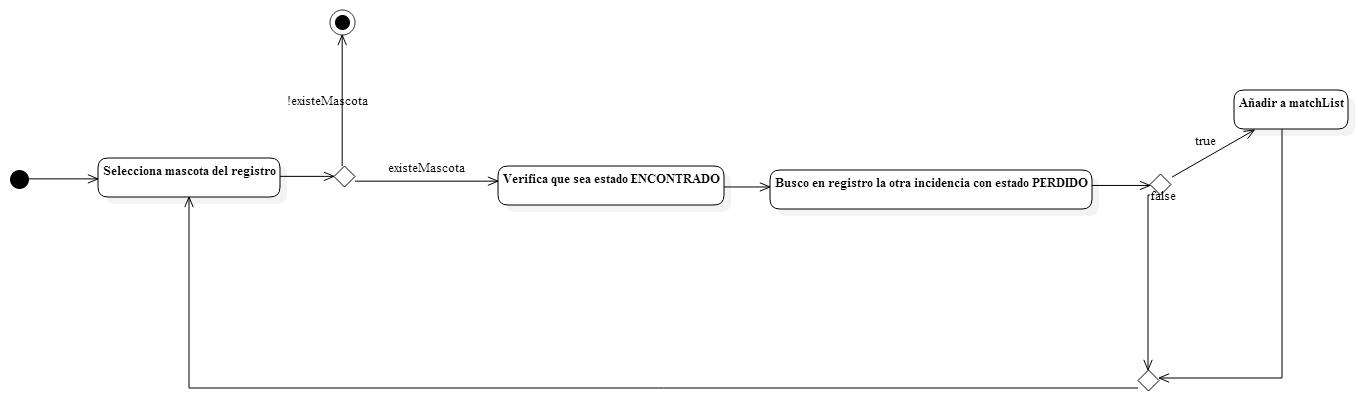 !existeMascota
Añadir a matchList
true
existeMascota
Selecciona mascota del registro
Verifica que sea estado ENCONTRADO
Busco en registro la otra incidencia con estado PERDIDO
false